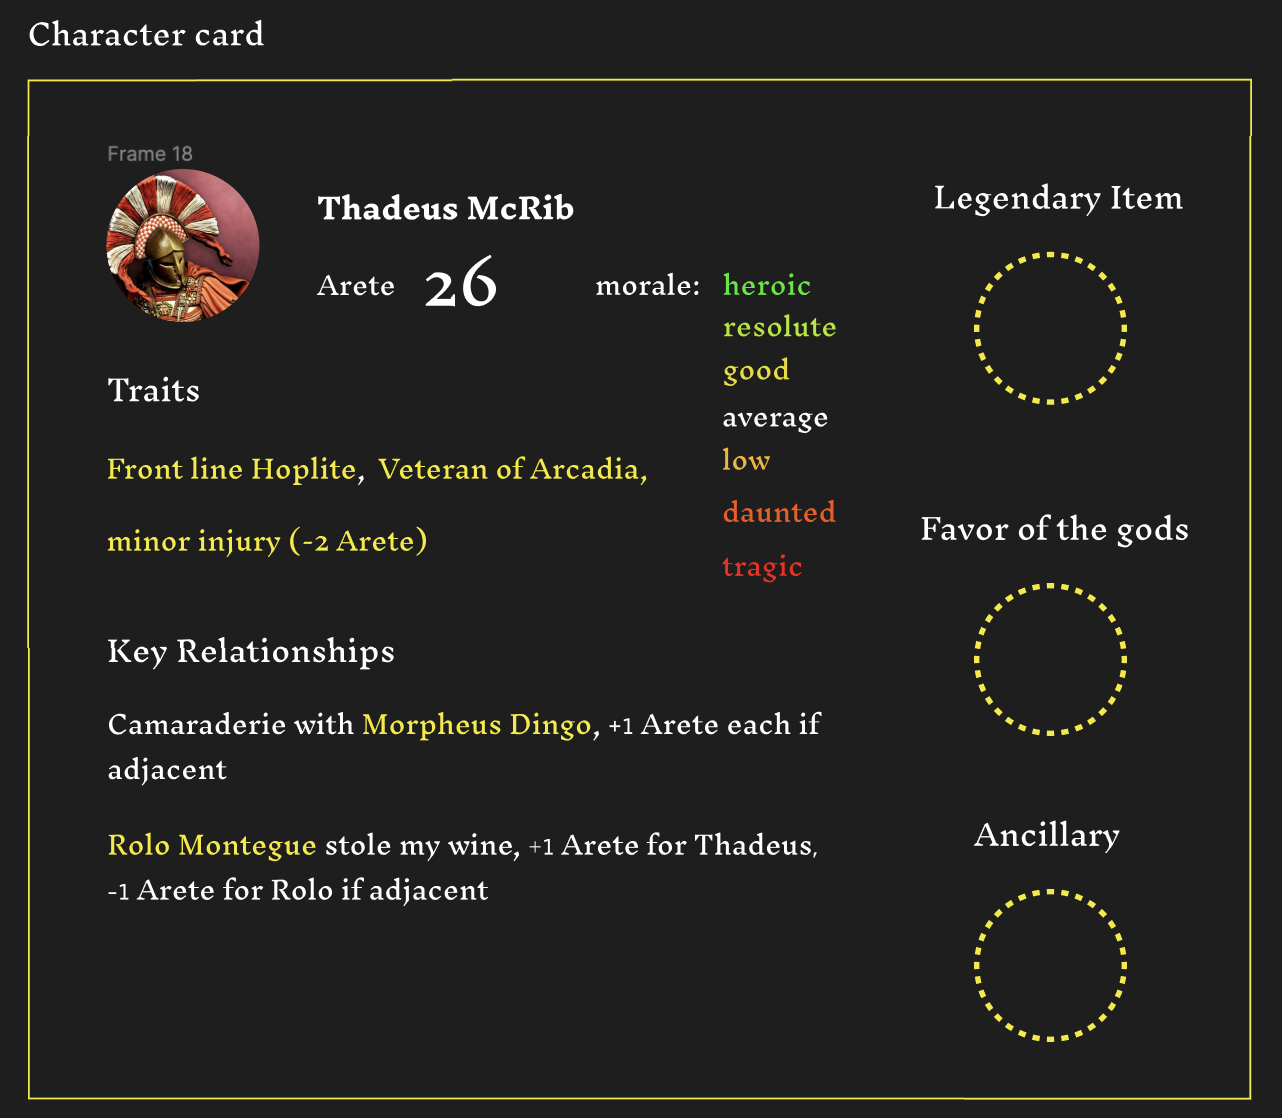 Character card
Frame 18
Thadeus McRib
Arete 26
morale: heroic
resolute
good
average
low
daunted
tragic
Traits
Front line Hoplite, Veteran of Arcadia,
minor injury (-2 Arete)
Key Relationships
Camaraderie with Morpheus Dingo, +1 Arete each if
adjacent
Rolo Montegue stole my wine, +1 Arete for Thadeus,
-1 Arete for Rolo if adjacent
Legendary Item
Favor of the gods
Ancillary